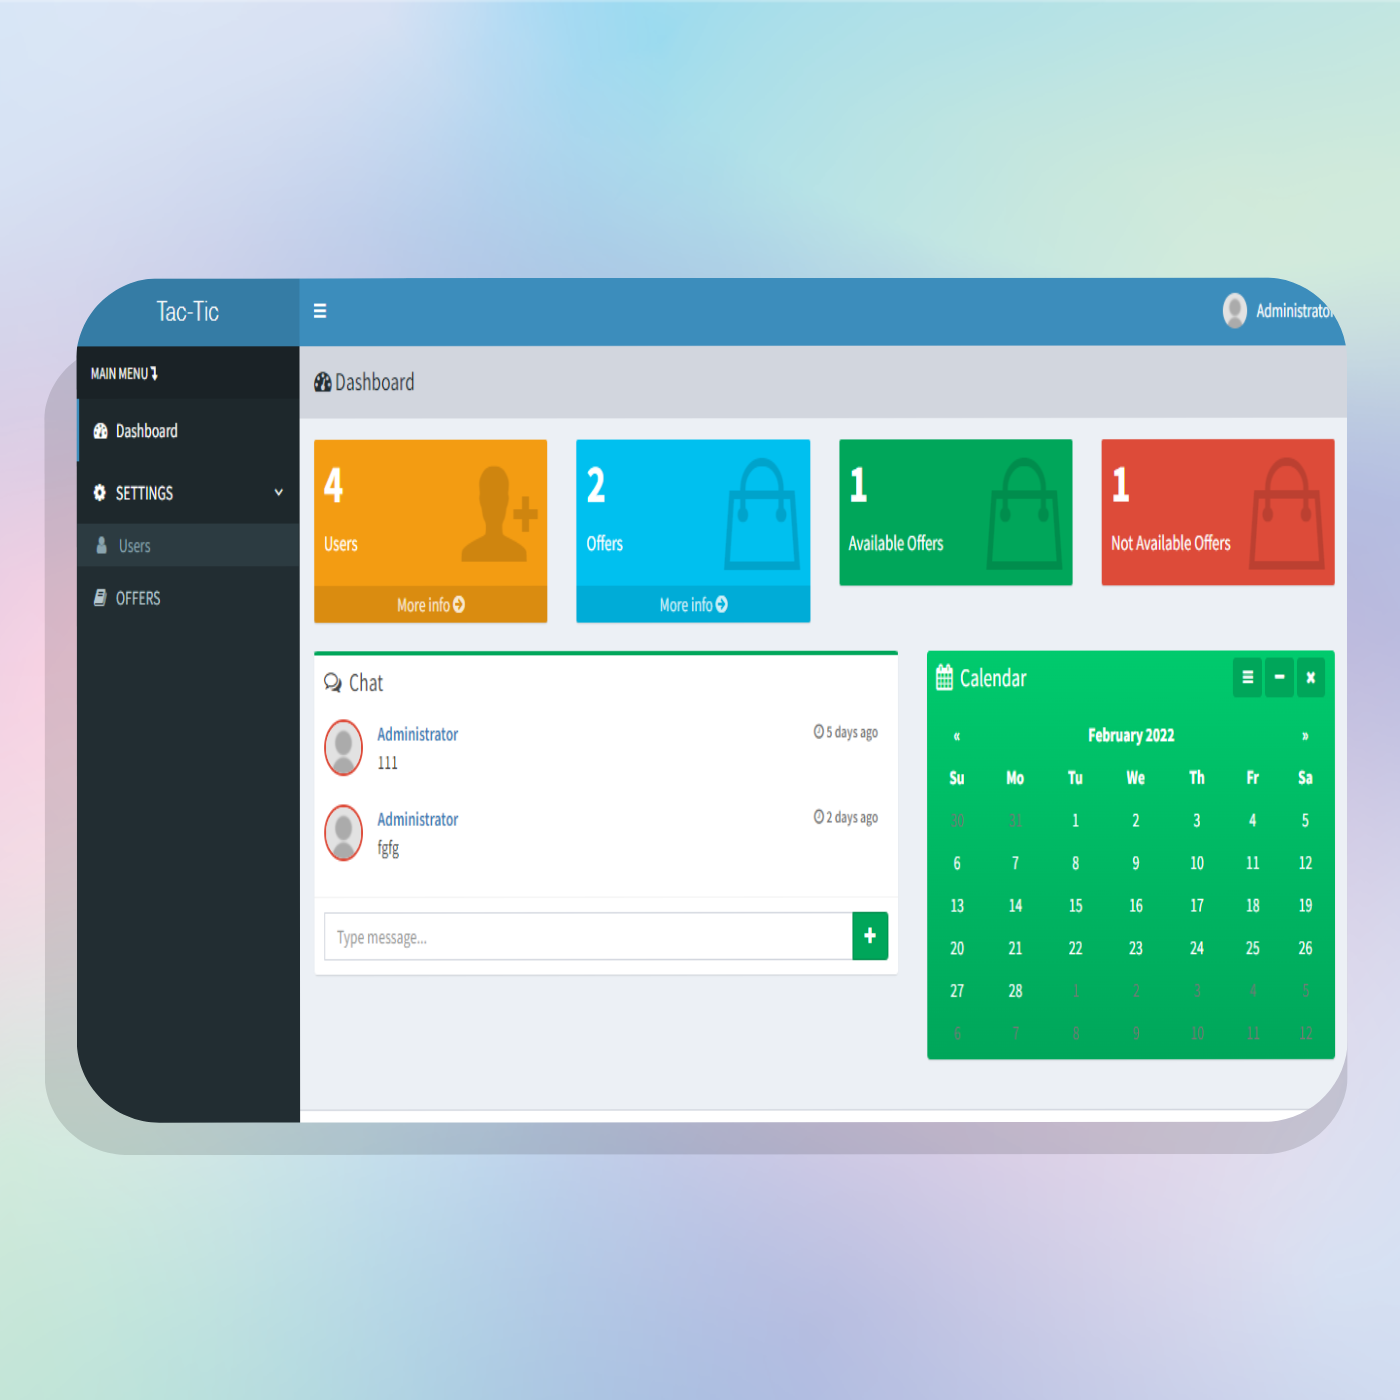 Tac-Tic
Administrator
MAIN MENU
Dashboard
SETTINGS
Users
OFFERS
Dashboard
4
Users
More info
2
Offers
More info
1
Available Offers
1
Not Available Offers
Chat
Administrator 5 days ago
111
Administrator 2 days ago
fgfg
Type message...
Calendar
« February 2022 »
Su Mo Tu We Th Fr Sa
30 31 1 2 3 4 5
6 7 8 9 10 11 12
13 14 15 16 17 18 19
20 21 22 23 24 25 26
27 28 1 2 3 4 5
6 7 8 9 10 11 12